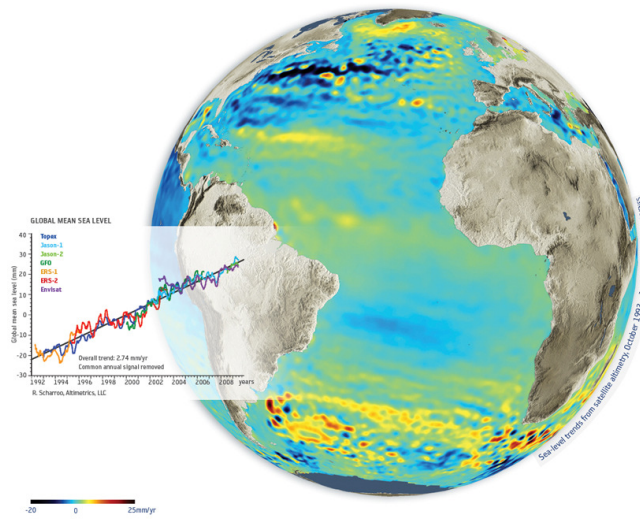 GLOBAL MEAN SEA LEVEL
40
30
20
10
0
-10
-20
-30
Global mean sea level (mm)
Topex
Jason-1
Jason-2
GFO
ERS-1
ERS-2
Envisat
Overall trend: 2.74 mm/yr
Common annual signal removed
1992 1994 1996 1998 2000 2002 2004 2006 2008 years
R. Scharroo, Altimetrics, LLC
Sea-level trends from satellite altimetry, October 1992
-20 0 25mm/yr